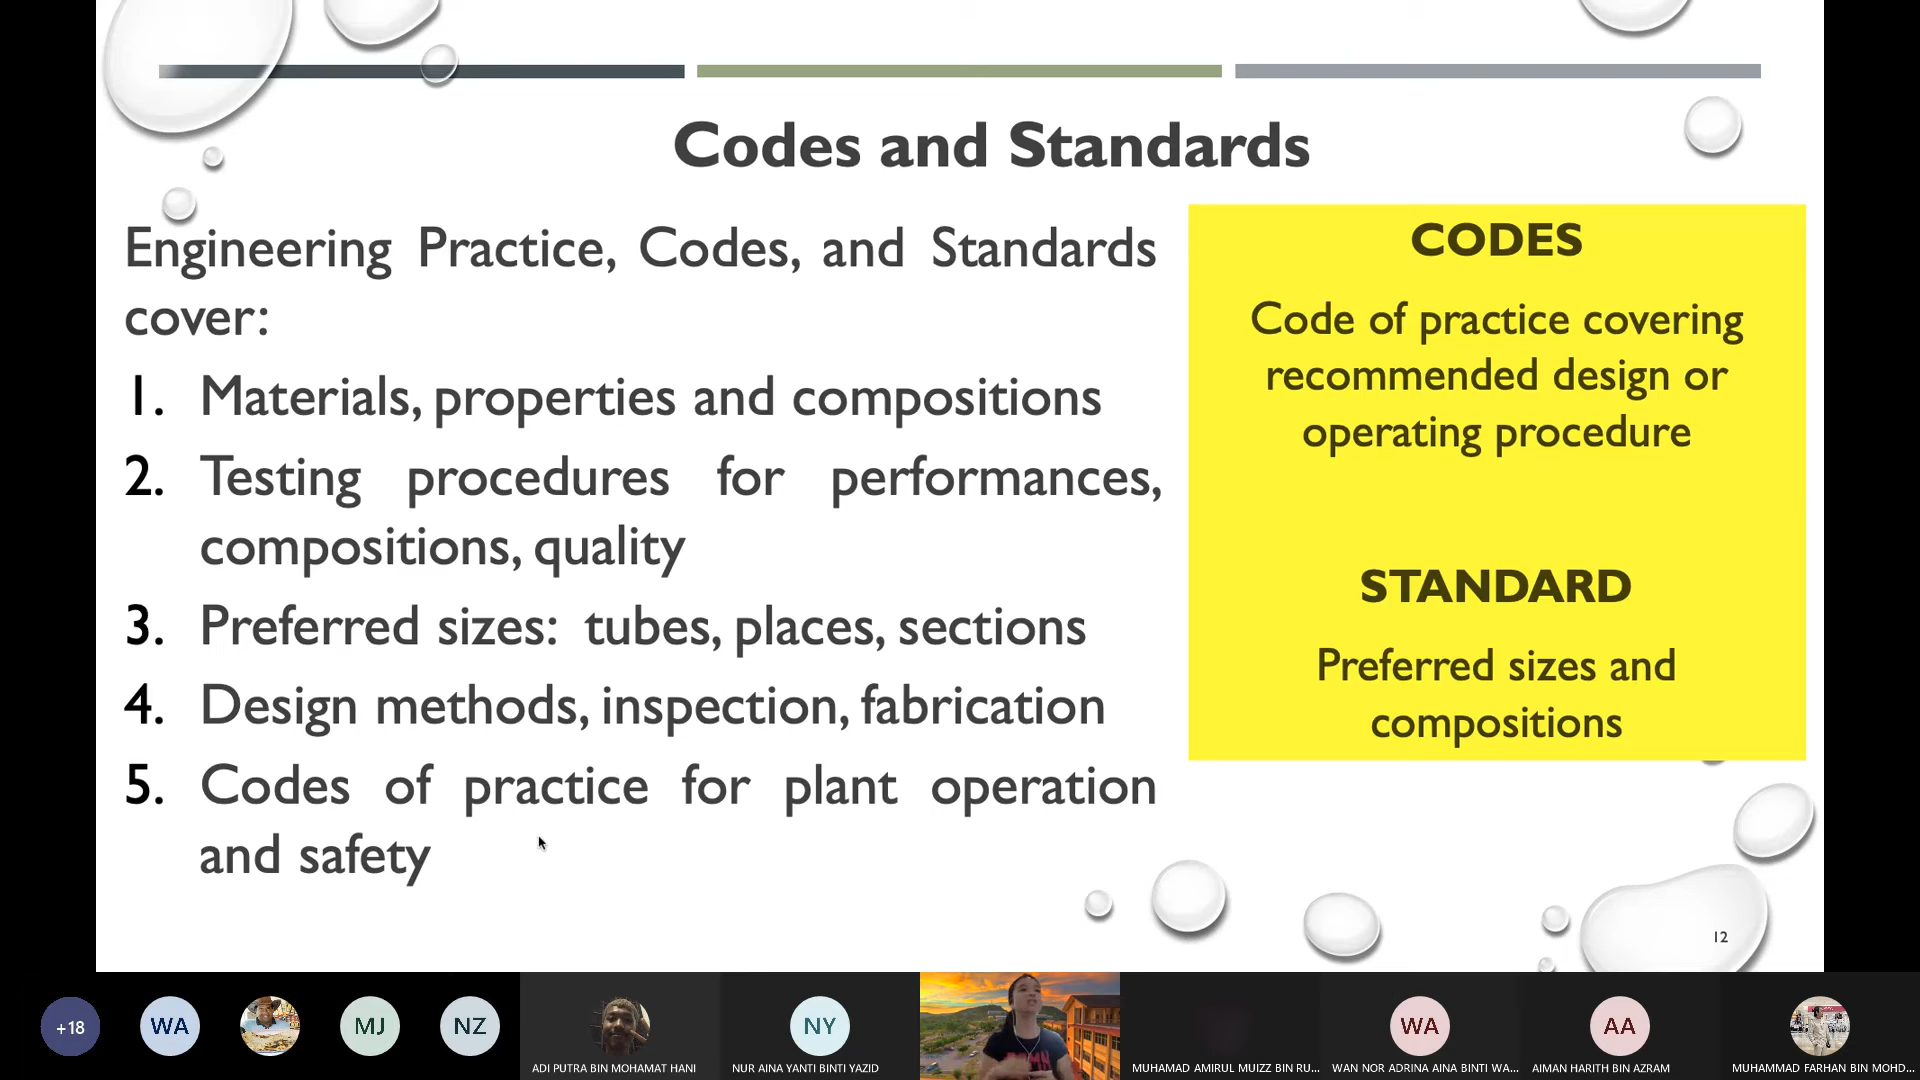 Codes and Standards
Engineering Practice, Codes, and Standards
cover:
1. Materials, properties and compositions
2. Testing procedures for performances,
compositions, quality
3. Preferred sizes: tubes, places, sections
4. Design methods, inspection, fabrication
5. Codes of practice for plant operation
and safety
CODES
Code of practice covering
recommended design or
operating procedure
STANDARD
Preferred sizes and
compositions
12
+18
WA
MJ
NZ
ADI PUTRA BIN MOHAMAT HANI
NY
NUR AINA YANTI BINTI YAZID
MUHAMAD AMIRUL MUIZZ BIN RU...
WA
WAN NOR ADRINA AINA BINTI WA...
AA
AIMAN HARITH BIN AZRAM
MUHAMMAD FARHAN BIN MOHD...